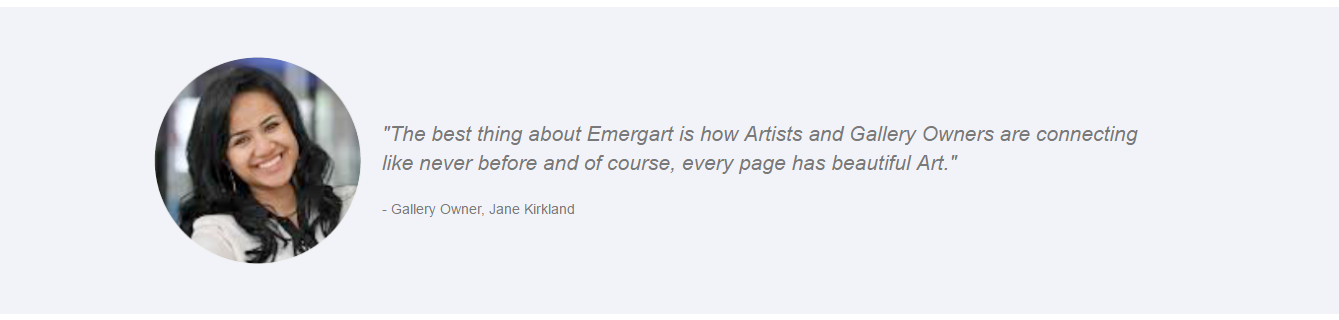 "The best thing about Emergart is how Artists and Gallery Owners are connecting
like never before and of course, every page has beautiful Art."
- Gallery Owner, Jane Kirkland